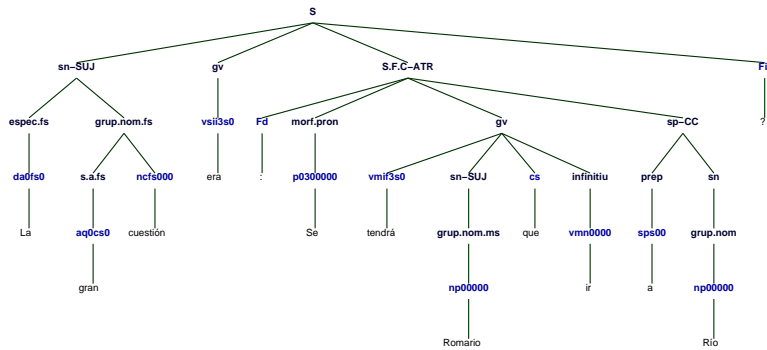 S
sn−SUJ gv S.F.C−ATR Fi
espec.fs grup.nom.fs vsii3s0 Fd morf.pron gv sp−CC ?
da0fs0 s.a.fs ncfs000 era : p0300000 vmif3s0 sn−SUJ cs infinitiu prep sn
La aq0cs0 cuestión Se tendrá grup.nom.ms que vmn0000 sps00 grup.nom
gran np00000 ir a np00000
Romario Río